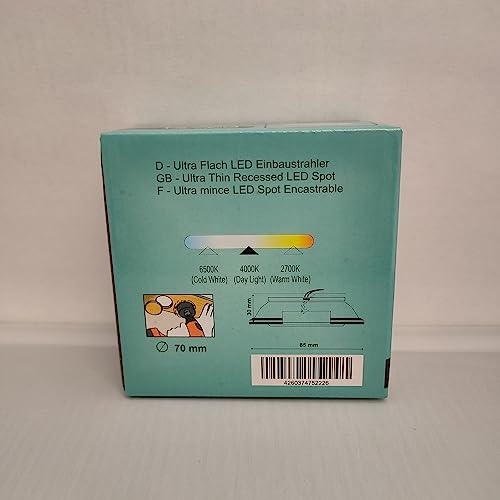 D - Ultra Flach LED Einbaustrahler
GB - Ultra Thin Recessed LED Spot
F - Ultra mince LED Spot Encastrable
6500K 4000K 2700K
(Cold White) (Day Light) (Warm White)
30 mm
Ø 70 mm
85 mm
4260374752226